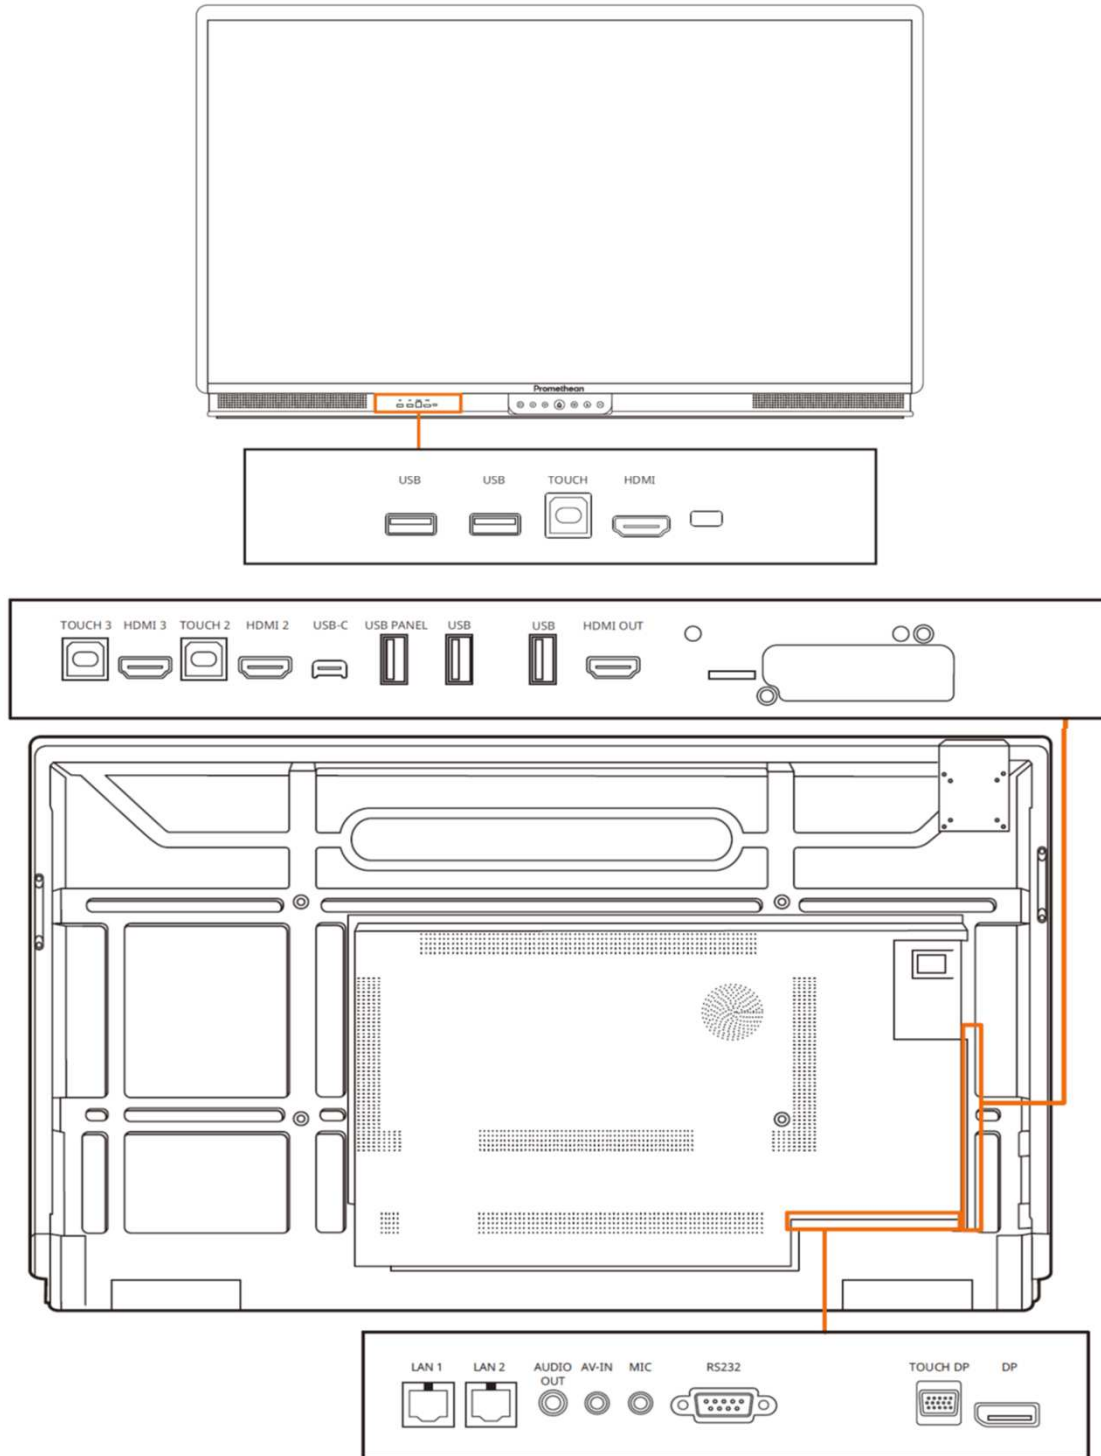 Promethean
USB USB TOUCH HDMI
TOUCH 3 HDMI 3 TOUCH 2 HDMI 2 USB-C USB PANEL USB USB HDMI OUT
LAN 1 LAN 2 AUDIO OUT AV-IN MIC RS232 TOUCH DP DP